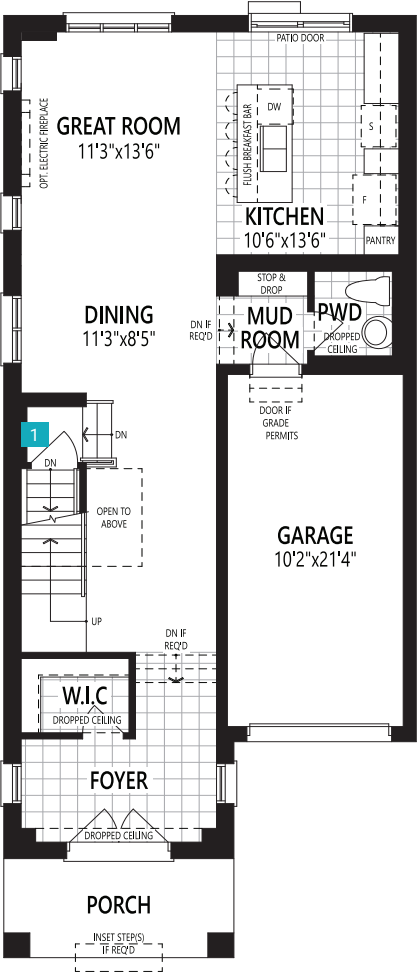 PATIO DOOR
OPT. ELECTRIC FIREPLACE
GREAT ROOM
11'3"x13'6"
FLUSH BREAKFAST BAR
DW
S
F
KITCHEN
10'6"x13'6"
PANTRY
STOP &
DROP
DINING
11'3"x8'5"
DN IF
REQ'D
MUD
ROOM
PWD
DROPPED
CEILING
DOOR IF
GRADE
PERMITS
1
DN
DN
OPEN TO
ABOVE
GARAGE
10'2"x21'4"
UP
DN IF
REQ'D
W.I.C
DROPPED CEILING
FOYER
DROPPED CEILING
PORCH
INSET STEP(S)
IF REQ'D